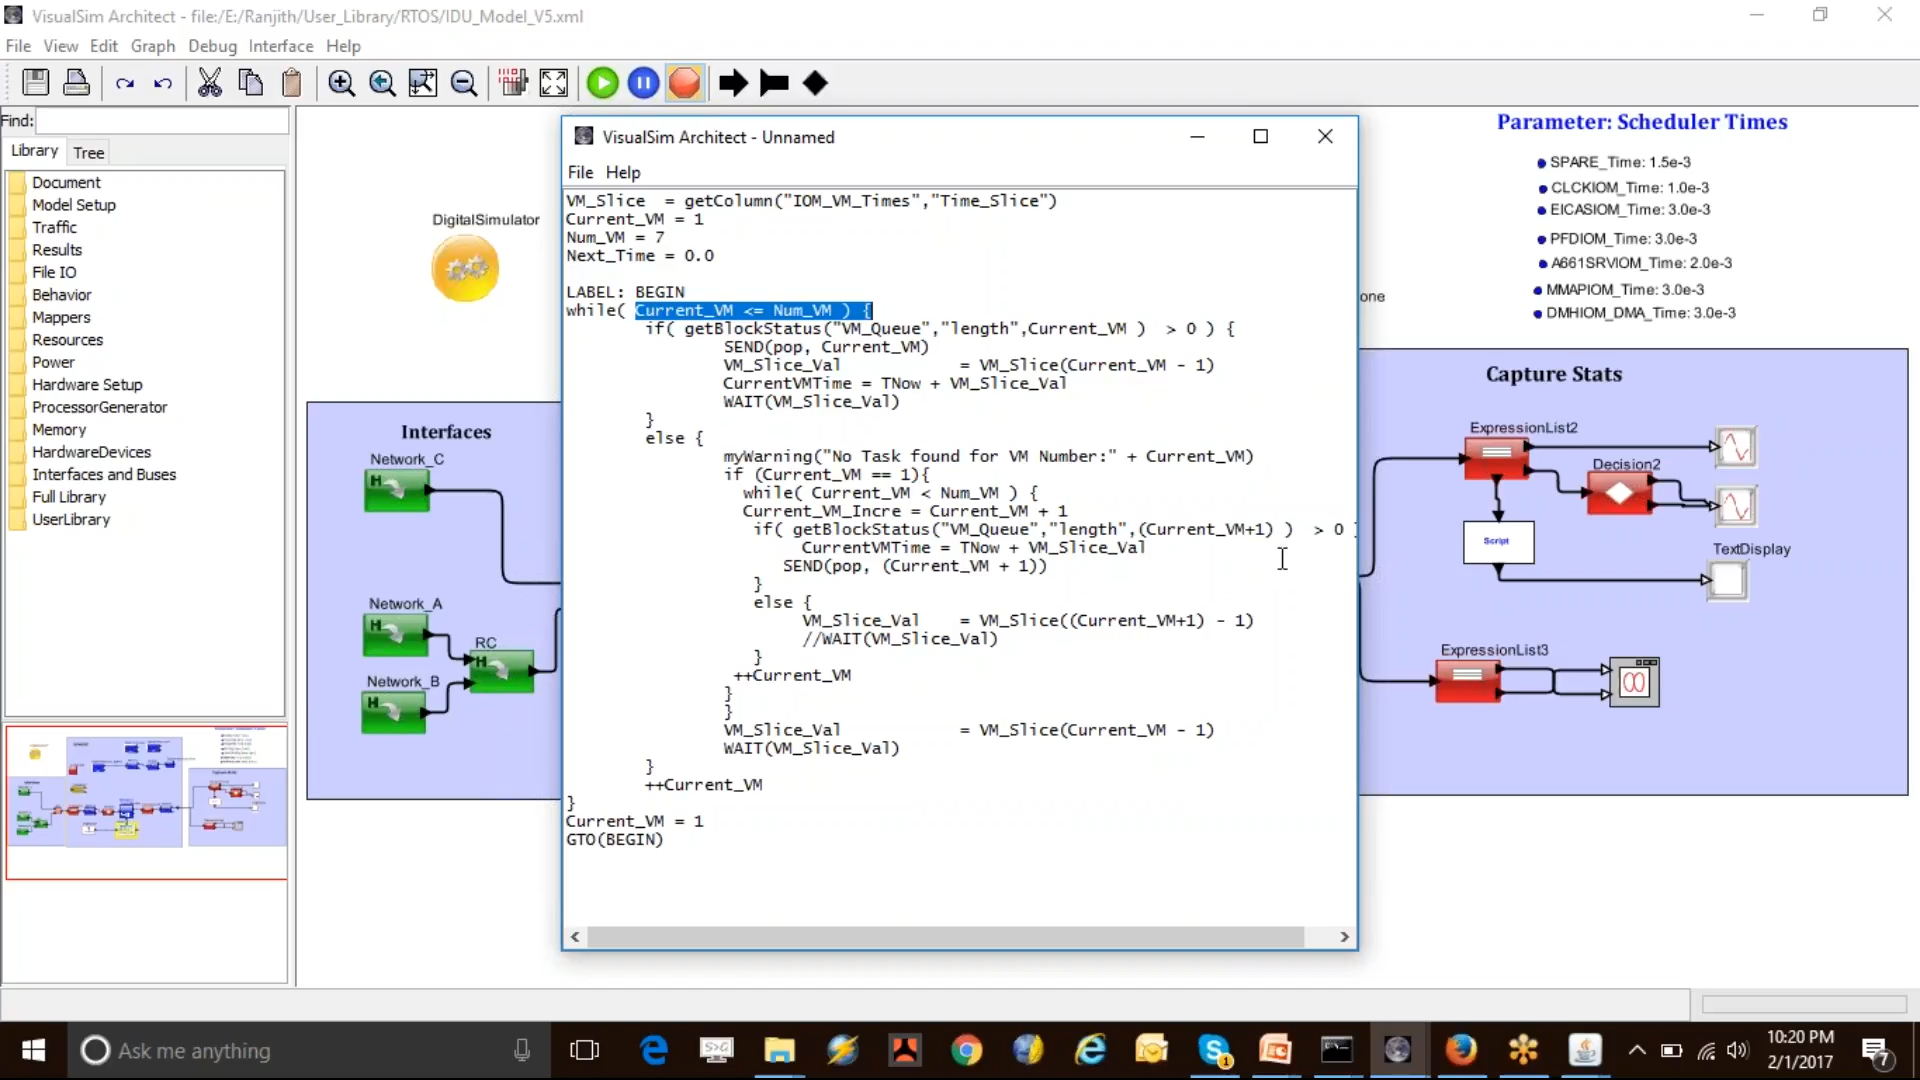 VisualSim Architect - file:/E:/Ranjith/User_Library/RTOS/IDU_Model_V5.xml
File View Edit Graph Debug Interface Help
Find:
Library Tree
Document
Model Setup
Traffic
Results
File IO
Behavior
Mappers
Resources
Power
Hardware Setup
ProcessorGenerator
Memory
HardwareDevices
Interfaces and Buses
Full Library
UserLibrary
DigitalSimulator
Interfaces
Network_C
Network_A
RC
Network_B
VisualSim Architect - Unnamed
File Help
VM_Slice = getColumn("IOM_VM_Times","Time_Slice")
Current_VM = 1
Num_VM = 7
Next_Time = 0.0
LABEL: BEGIN
while( Current_VM <= Num_VM ) {
if( getBlockStatus("VM_Queue","length",Current_VM ) > 0 ) {
SEND(pop, Current_VM)
VM_Slice_Val = VM_Slice(Current_VM - 1)
CurrentVMTime = TNow + VM_Slice_Val
WAIT(VM_Slice_Val)
}
else {
myWarning("No Task found for VM Number:" + Current_VM)
if (Current_VM == 1){
while( Current_VM < Num_VM ) {
Current_VM_Incre = Current_VM + 1
if( getBlockStatus("VM_Queue","length",(Current_VM+1) ) > 0 )
CurrentVMTime = TNow + VM_Slice_Val
SEND(pop, (Current_VM + 1))
}
else {
VM_Slice_Val = VM_Slice((Current_VM+1) - 1)
//WAIT(VM_Slice_Val)
}
++Current_VM
}
}
VM_Slice_Val = VM_Slice(Current_VM - 1)
WAIT(VM_Slice_Val)
}
++Current_VM
}
Current_VM = 1
GTO(BEGIN)
Parameter: Scheduler Times
SPARE_Time: 1.5e-3
CLCKIOM_Time: 1.0e-3
EICASIOM_Time: 3.0e-3
PFDIOM_Time: 3.0e-3
A661SRVIOM_Time: 2.0e-3
MMAPIOM_Time: 3.0e-3
DMHIOM_DMA_Time: 3.0e-3
one
Capture Stats
ExpressionList2
Decision2
Script
TextDisplay
ExpressionList3
Ask me anything
10:20 PM
2/1/2017
7